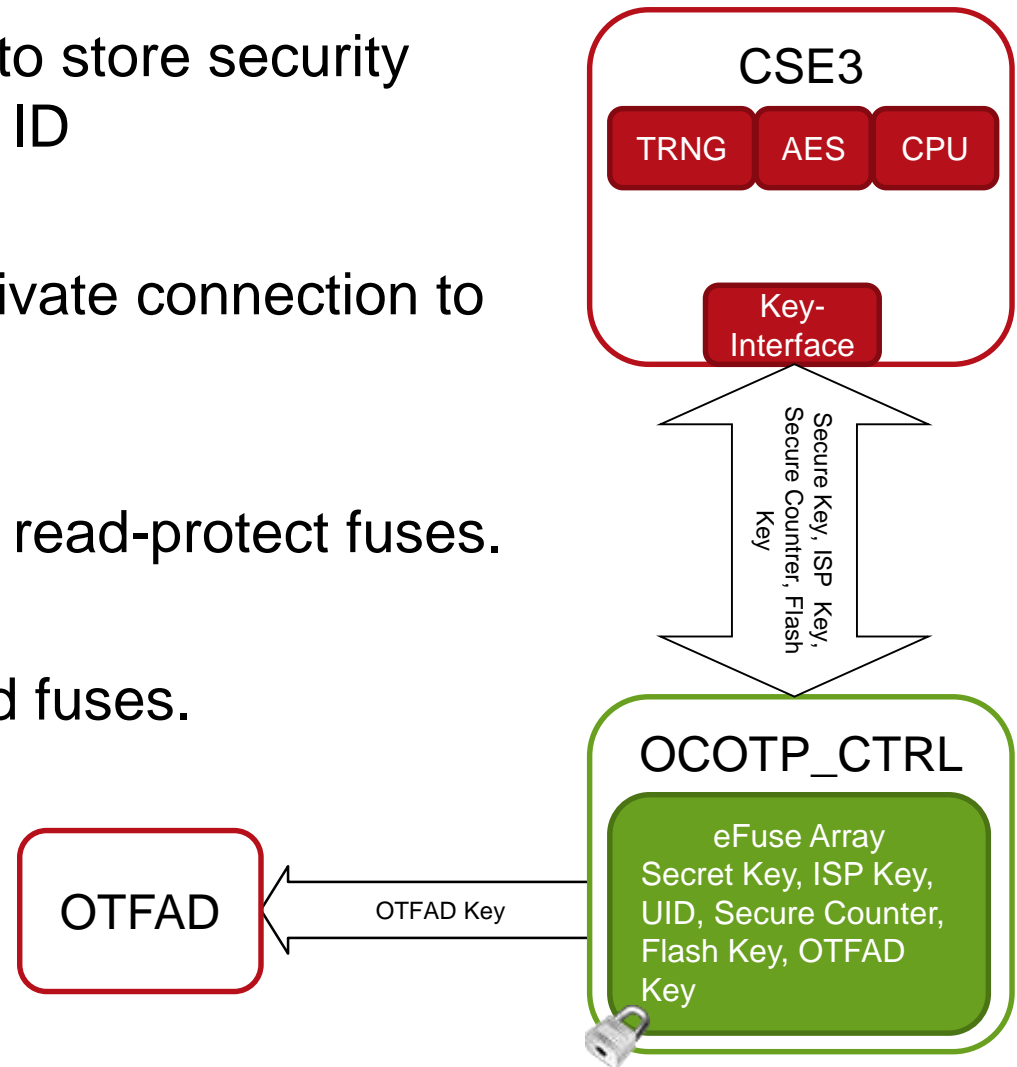 to store security
ID
ivate connection to
read-protect fuses.
d fuses.
CSE3
TRNG AES CPU
Key-
Interface
Secure Key, ISP Key,
Secure Countrer, Flash
Key
OCOTP_CTRL
eFuse Array
Secret Key, ISP Key,
UID, Secure Counter,
Flash Key, OTFAD
Key
OTFAD Key
OTFAD